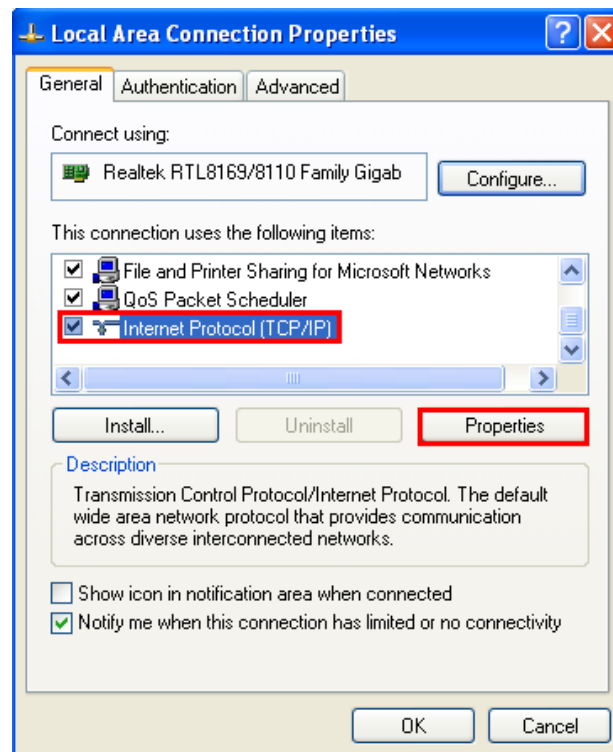 Local Area Connection Properties
General Authentication Advanced
Connect using:
Realtek RTL8169/8110 Family Gigab
Configure...
This connection uses the following items:
File and Printer Sharing for Microsoft Networks
QoS Packet Scheduler
Internet Protocol (TCP/IP)
Install... Uninstall Properties
Description
Transmission Control Protocol/Internet Protocol. The default
wide area network protocol that provides communication
across diverse interconnected networks.
Show icon in notification area when connected
Notify me when this connection has limited or no connectivity
OK Cancel